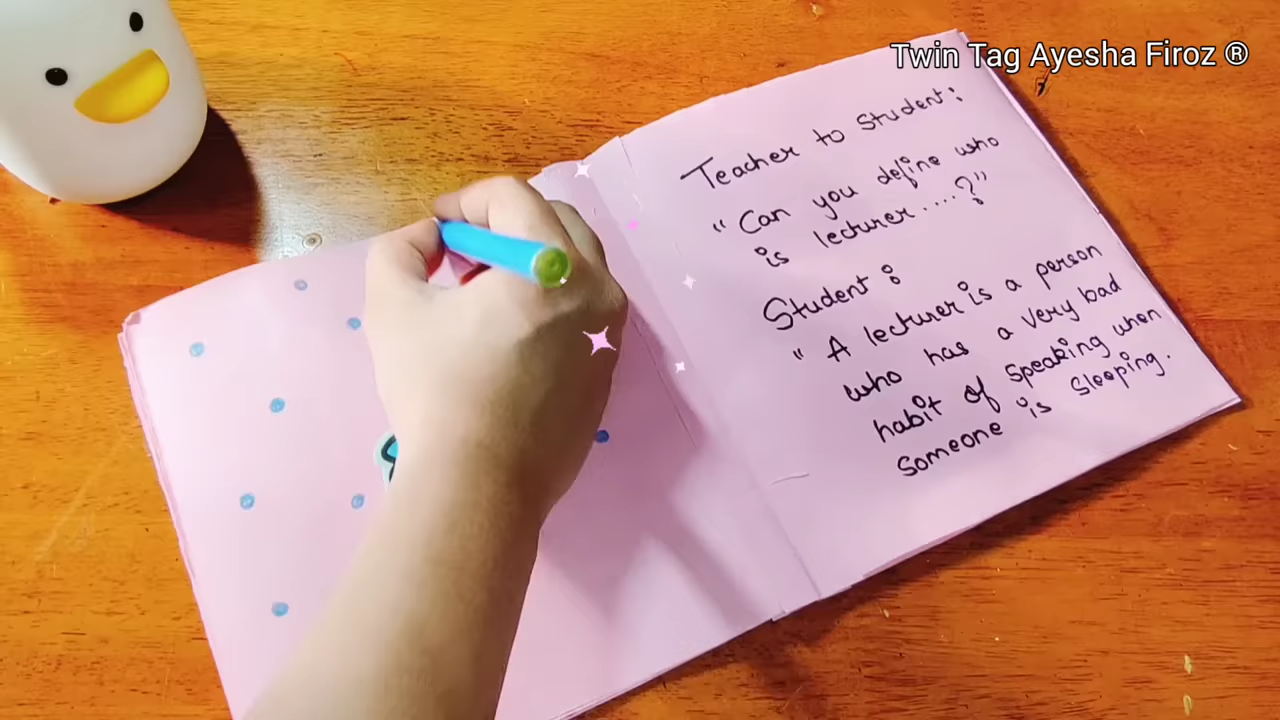 Twin Tag Ayesha Firoz ®
Teacher to Student:
“Can you define who
is lecturer.....?”
Student:
“A lecturer is a person
who has a very bad
habit of speaking when
someone is sleeping.